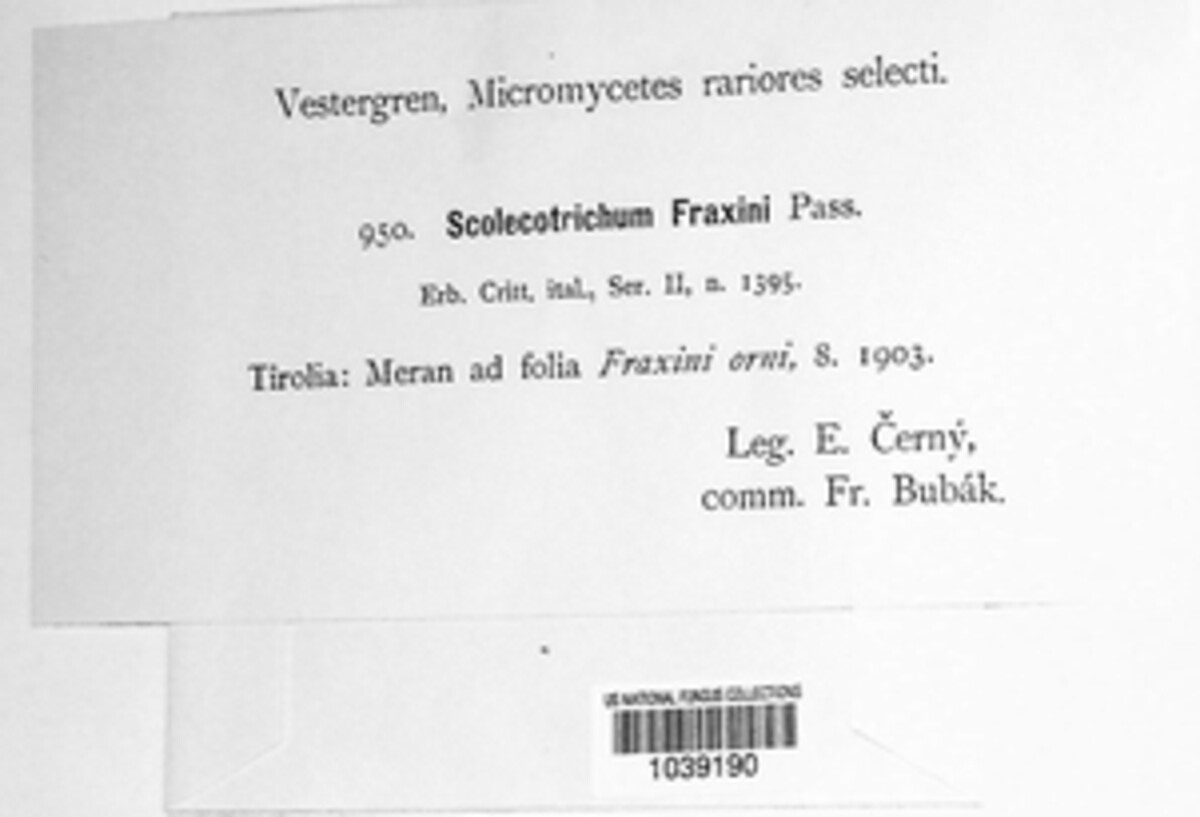 Vestergren, Micromycetes rariores selecti.
950. Scolecotrichum Fraxini Pass.
Erb. Critt. ital., Ser. II, n. 1395.
Tirolia: Meran ad folia Fraxini orni, 8. 1903.
Leg. E. Černý,
comm. Fr. Bubák.
US NATIONAL FUNGUS COLLECTIONS
1039190